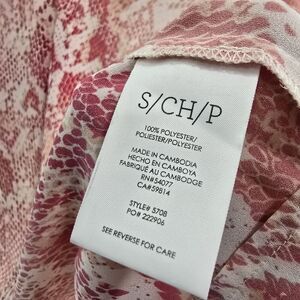 S/CH/P
100% POLYESTER/
POLIESTER/POLYESTER
MADE IN CAMBODIA
HECHO EN CAMBOYA
FABRIQUÉ AU CAMBODGE
RN#54077
CA#59814
STYLE# 5708
PO# 222906
SEE REVERSE FOR CARE